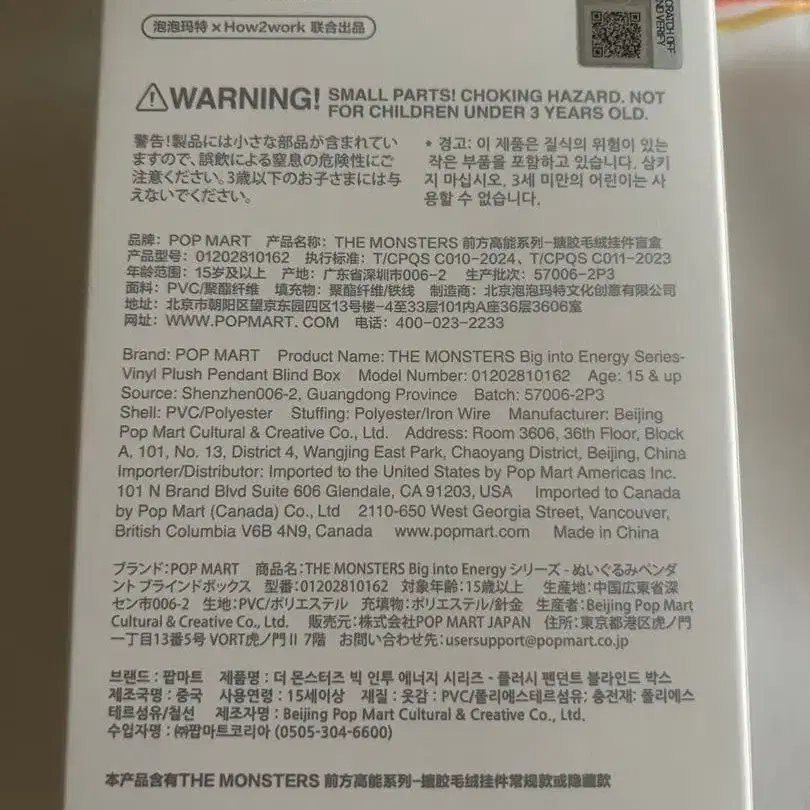 泡泡玛特×How2work 联合出品
SCRATCH OFF
AND VERIFY
WARNING! SMALL PARTS! CHOKING HAZARD. NOT
FOR CHILDREN UNDER 3 YEARS OLD.
警告!製品には小さな部品が含まれてい
ますので、誤飲による窒息の危険性にご
注意ください。3歳以下のお子さまには与
えないでください。
* 경고: 이 제품은 질식의 위험이 있는
작은 부품을 포함하고 있습니다. 삼키
지 마십시오. 3세 미만의 어린이는 사
용할 수 없습니다.
品牌: POP MART 产品名称: THE MONSTERS 前方高能系列-搪胶毛绒挂件盲盒
产品型号: 01202810162 执行标准: T/CPQS C010-2024、T/CPQS C011-2023
年龄范围: 15岁及以上 产地: 广东省深圳市006-2 生产批次: 57006-2P3
面料: PVC/聚酯纤维 填充物: 聚酯纤维/铁线 制造商: 北京泡泡玛特文化创意有限公司
地址: 北京市朝阳区望京东园四区13号楼-4至33层101内A座36层3606室
网址: WWW.POPMART. COM 电话: 400-023-2233
Brand: POP MART Product Name: THE MONSTERS Big into Energy Series-
Vinyl Plush Pendant Blind Box Model Number: 01202810162 Age: 15 & up
Source: Shenzhen006-2, Guangdong Province Batch: 57006-2P3
Shell: PVC/Polyester Stuffing: Polyester/Iron Wire Manufacturer: Beijing
Pop Mart Cultural & Creative Co., Ltd. Address: Room 3606, 36th Floor, Block
A, 101, No. 13, District 4, Wangjing East Park, Chaoyang District, Beijing, China
Importer/Distributor: Imported to the United States by Pop Mart Americas Inc.
101 N Brand Blvd Suite 606 Glendale, CA 91203, USA Imported to Canada
by Pop Mart (Canada) Co., Ltd 2110-650 West Georgia Street, Vancouver,
British Columbia V6B 4N9, Canada www.popmart.com Made in China
ブランド:POP MART 商品名:THE MONSTERS Big into Energy シリーズ - ぬいぐるみペンダ
ント ブラインドボックス 型番:01202810162 対象年齢:15歳以上 生産地:中国広東省深
セン市006-2 生地:PVC/ポリエステル 充填物:ポリエステル/針金 生産者:Beijing Pop Mart
Cultural & Creative Co., Ltd. 販売元:株式会社POP MART JAPAN 住所:東京都港区虎ノ門
一丁目13番5号 VORT虎ノ門Ⅱ 7階 お問い合わせ先:usersupport@popmart.co.jp
브랜드 : 팝마트 제품명 : 더 몬스터즈 빅 인투 에너지 시리즈 - 플러시 펜던트 블라인드 박스
제조국명 : 중국 사용연령 : 15세이상 재질 : 옷감 : PVC/폴리에스테르섬유; 충전재: 폴리에스
테르섬유/철선 제조자명 : Beijing Pop Mart Cultural & Creative Co., Ltd.
수입자명 : ㈜팝마트코리아 (0505-304-6600)
本产品含有THE MONSTERS 前方高能系列-搪胶毛绒挂件常规款或隐藏款